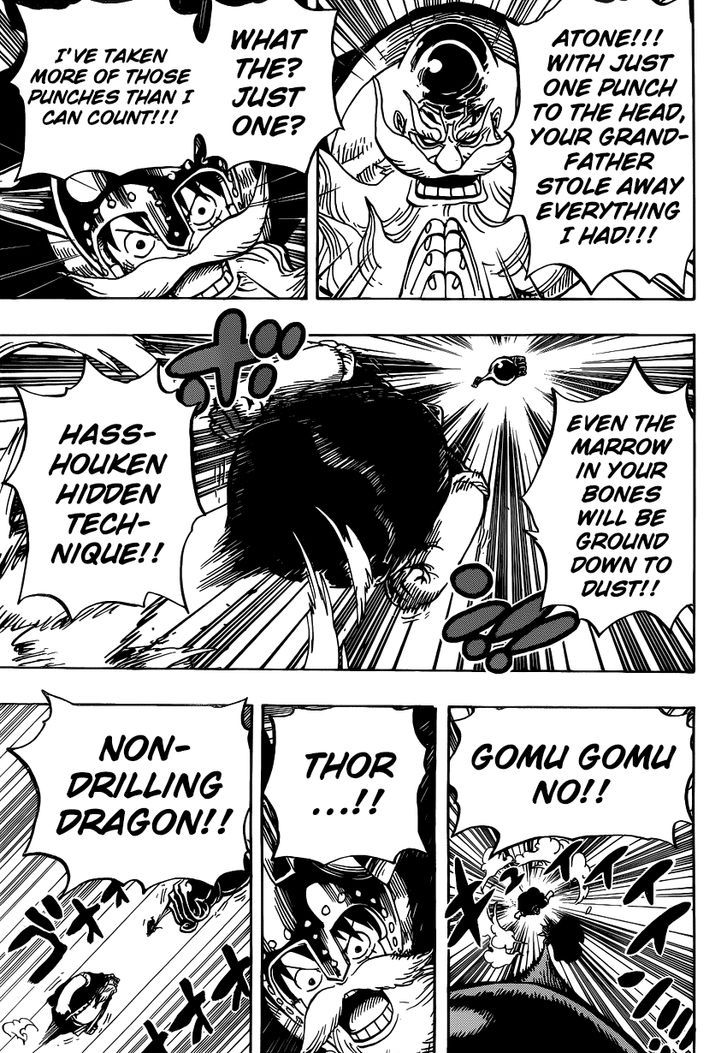 ATONE!!!
WITH JUST
ONE PUNCH
TO THE HEAD,
YOUR GRAND-
FATHER
STOLE AWAY
EVERYTHING
I HAD!!!
WHAT
THE?
JUST
ONE?
I'VE TAKEN
MORE OF THOSE
PUNCHES THAN I
CAN COUNT!!!
EVEN THE
MARROW
IN YOUR
BONES
WILL BE
GROUND
DOWN TO
DUST!!
HASS-
HOUKEN
HIDDEN
TECH-
NIQUE!!
GOMU GOMU
NO!!
THOR
...!!
NON-
DRILLING
DRAGON!!